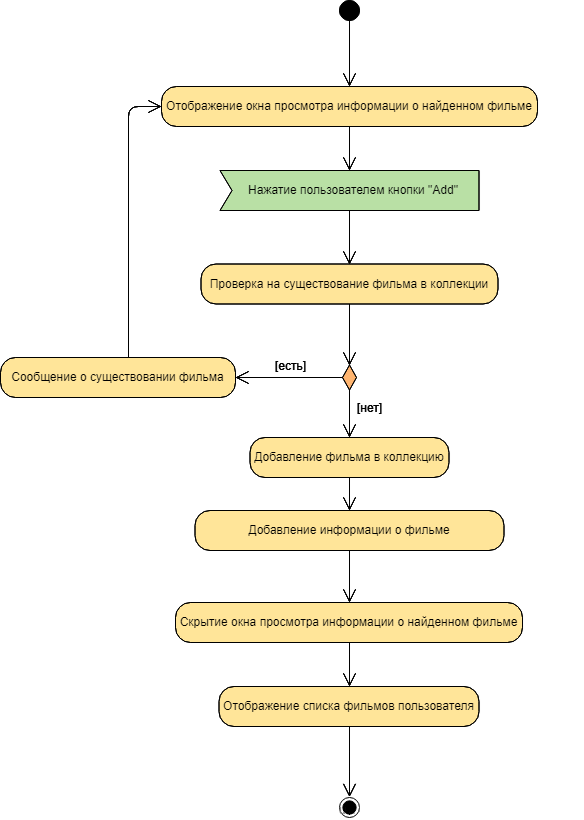 Отображение окна просмотра информации о найденном фильме
Нажатие пользователем кнопки "Add"
Проверка на существование фильма в коллекции
[есть]
Сообщение о существовании фильма
[нет]
Добавление фильма в коллекцию
Добавление информации о фильме
Скрытие окна просмотра информации о найденном фильме
Отображение списка фильмов пользователя